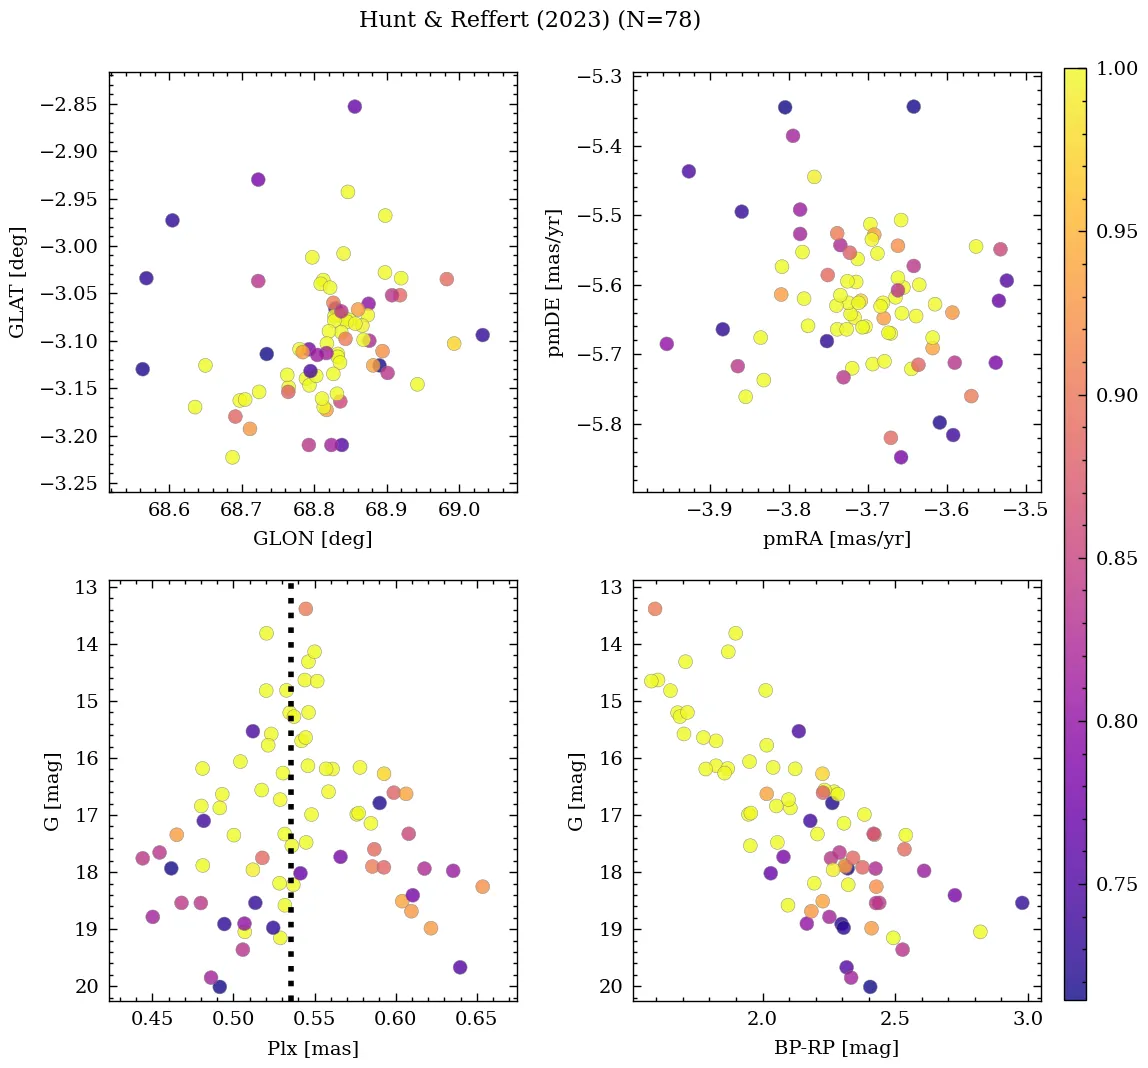 Hunt & Reffert (2023) (N=78)
−2.85
−2.90
−2.95
−3.00
−3.05
−3.10
−3.15
−3.20
−3.25
GLAT [deg]
68.6 68.7 68.8 68.9 69.0
GLON [deg]
−5.3
−5.4
−5.5
−5.6
−5.7
−5.8
pmDE [mas/yr]
−3.9 −3.8 −3.7 −3.6 −3.5
pmRA [mas/yr]
1.00
0.95
0.90
0.85
0.80
0.75
13
14
15
16
17
18
19
20
G [mag]
0.45 0.50 0.55 0.60 0.65
Plx [mas]
13
14
15
16
17
18
19
20
G [mag]
2.0 2.5 3.0
BP-RP [mag]